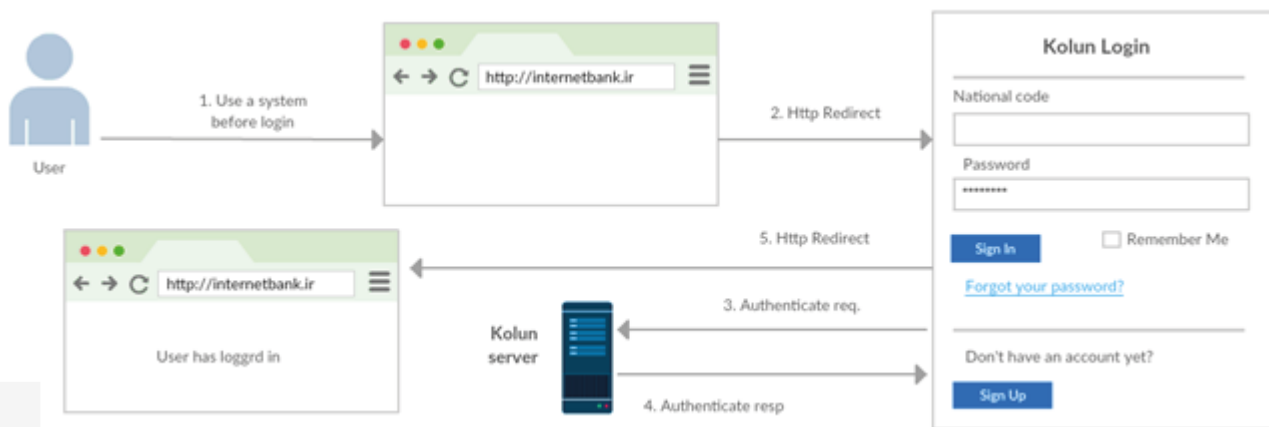 User
1. Use a system
before login
http://internetbank.ir
2. Http Redirect
Kolun Login
National code
Password
********
Sign In
Remember Me
Forgot your password?
Don't have an account yet?
Sign Up
3. Authenticate req.
Kolun
server
4. Authenticate resp
5. Http Redirect
http://internetbank.ir
User has loggrd in